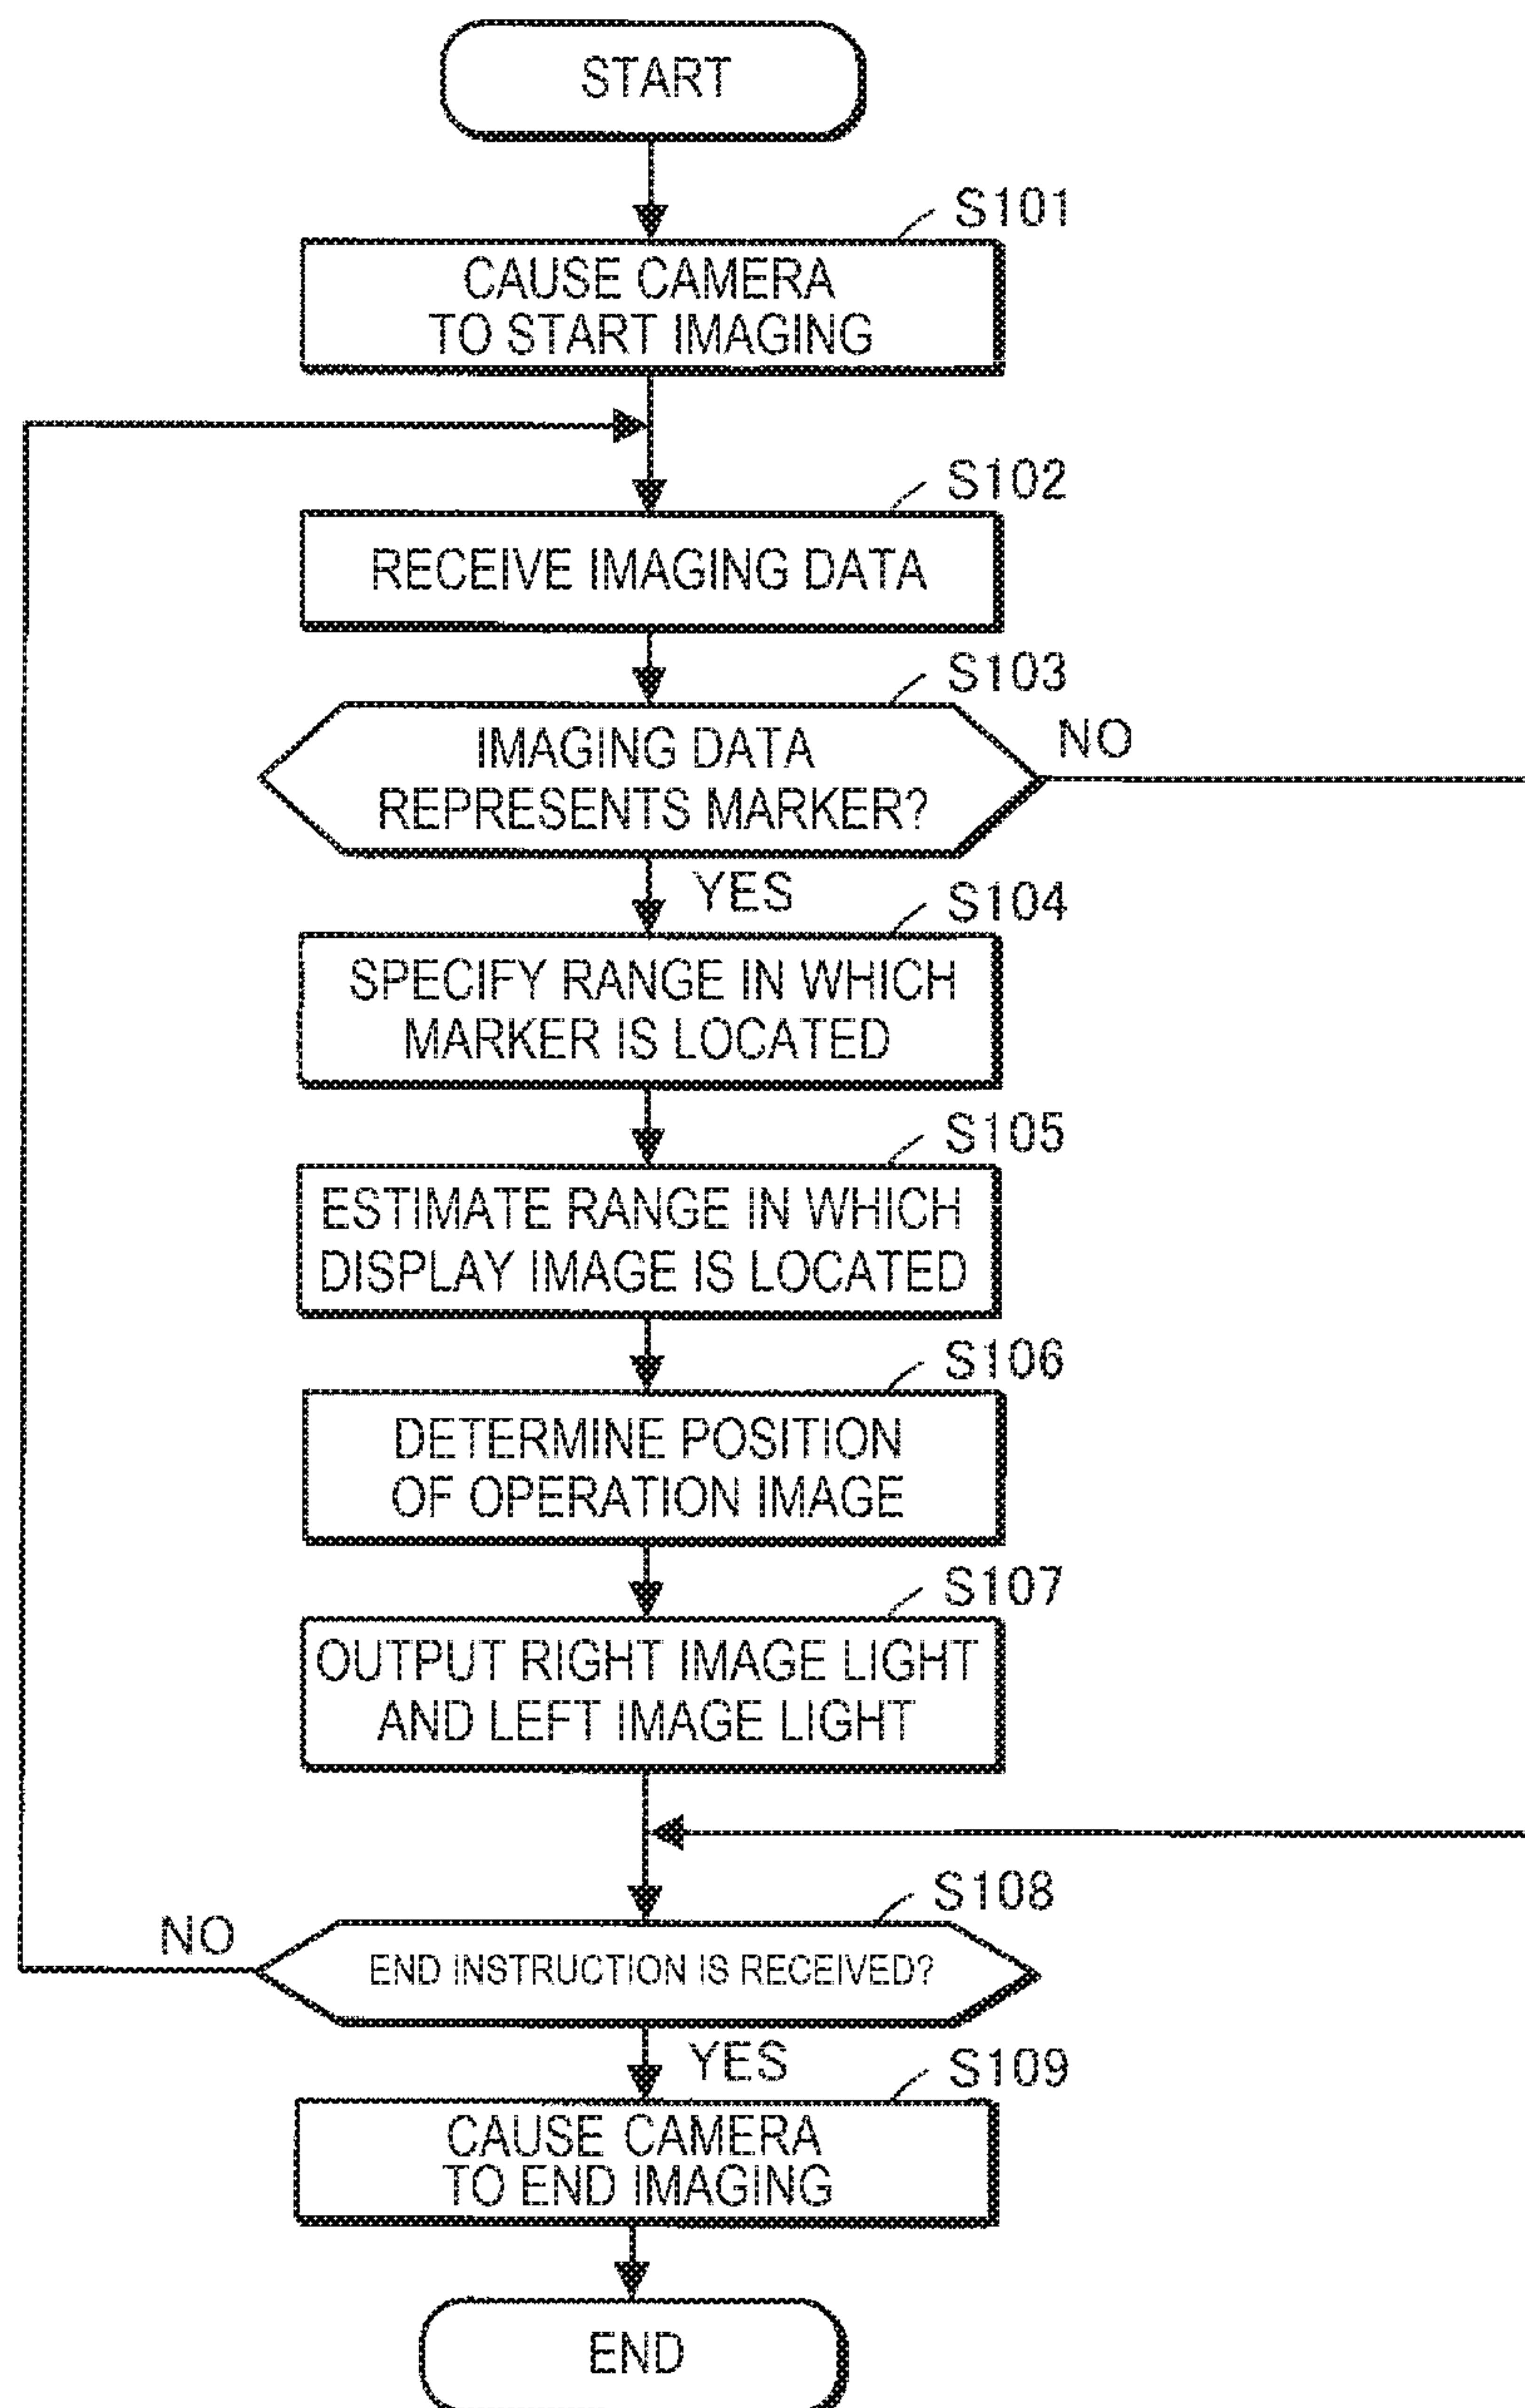 START
S101
CAUSE CAMERA
TO START IMAGING
S102
RECEIVE IMAGING DATA
S103
IMAGING DATA
REPRESENTS MARKER?
NO
YES
S104
SPECIFY RANGE IN WHICH
MARKER IS LOCATED
S105
ESTIMATE RANGE IN WHICH
DISPLAY IMAGE IS LOCATED
S106
DETERMINE POSITION
OF OPERATION IMAGE
S107
OUTPUT RIGHT IMAGE LIGHT
AND LEFT IMAGE LIGHT
S108
NO
END INSTRUCTION IS RECEIVED?
YES
S109
CAUSE CAMERA
TO END IMAGING
END